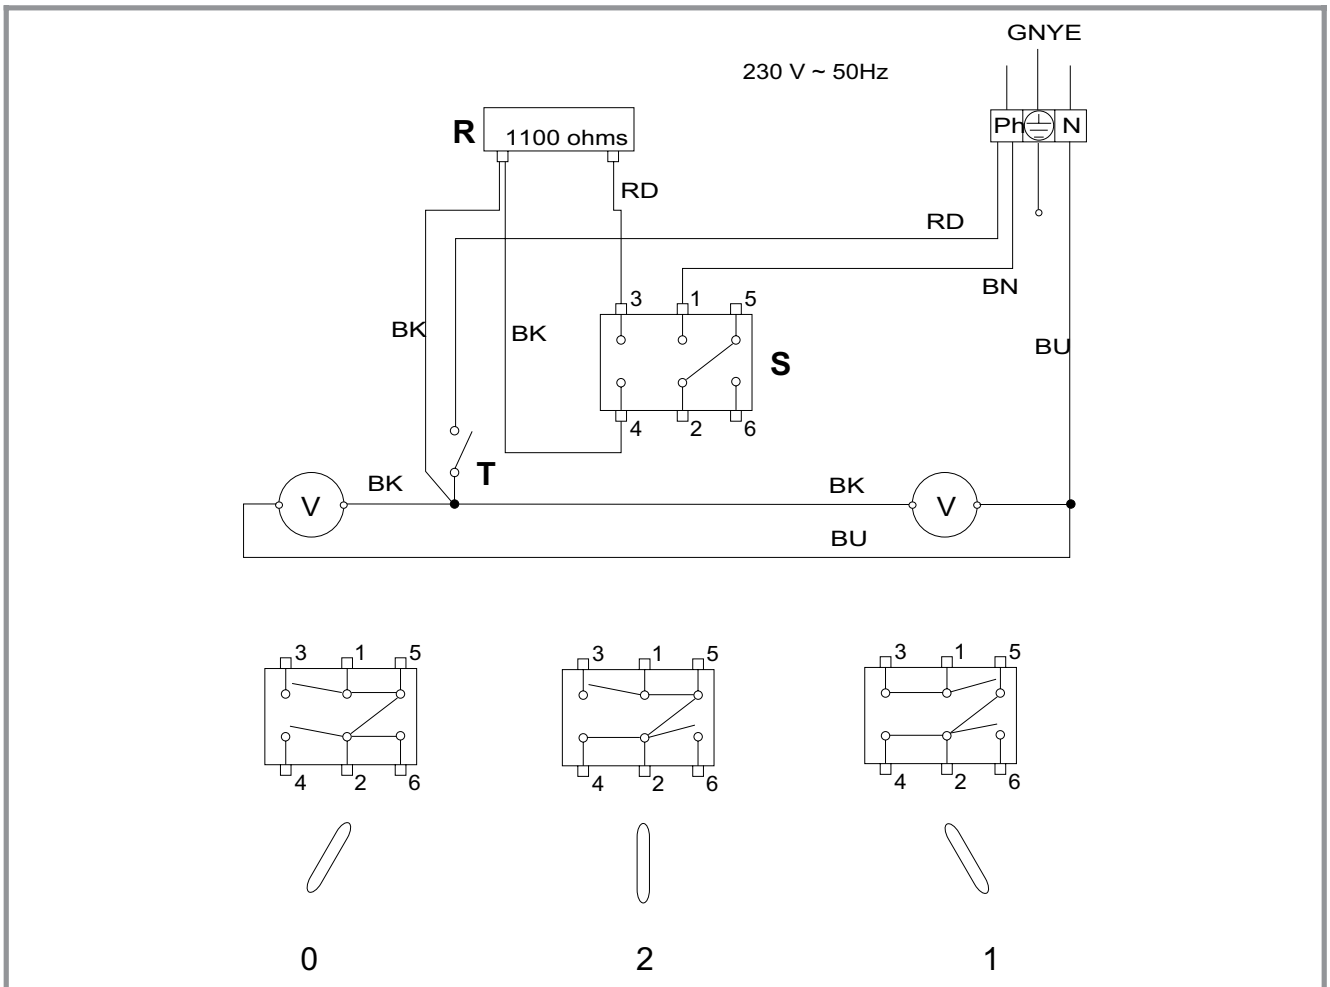 GNYE
230 V ~ 50Hz
R 1100 ohms
Ph N
RD
RD
BN
3 1 5
BK BK
BU
S
4 2 6
T
BK BK
V V
BU
3 1 5 3 1 5 3 1 5
4 2 6 4 2 6 4 2 6
0 2 1